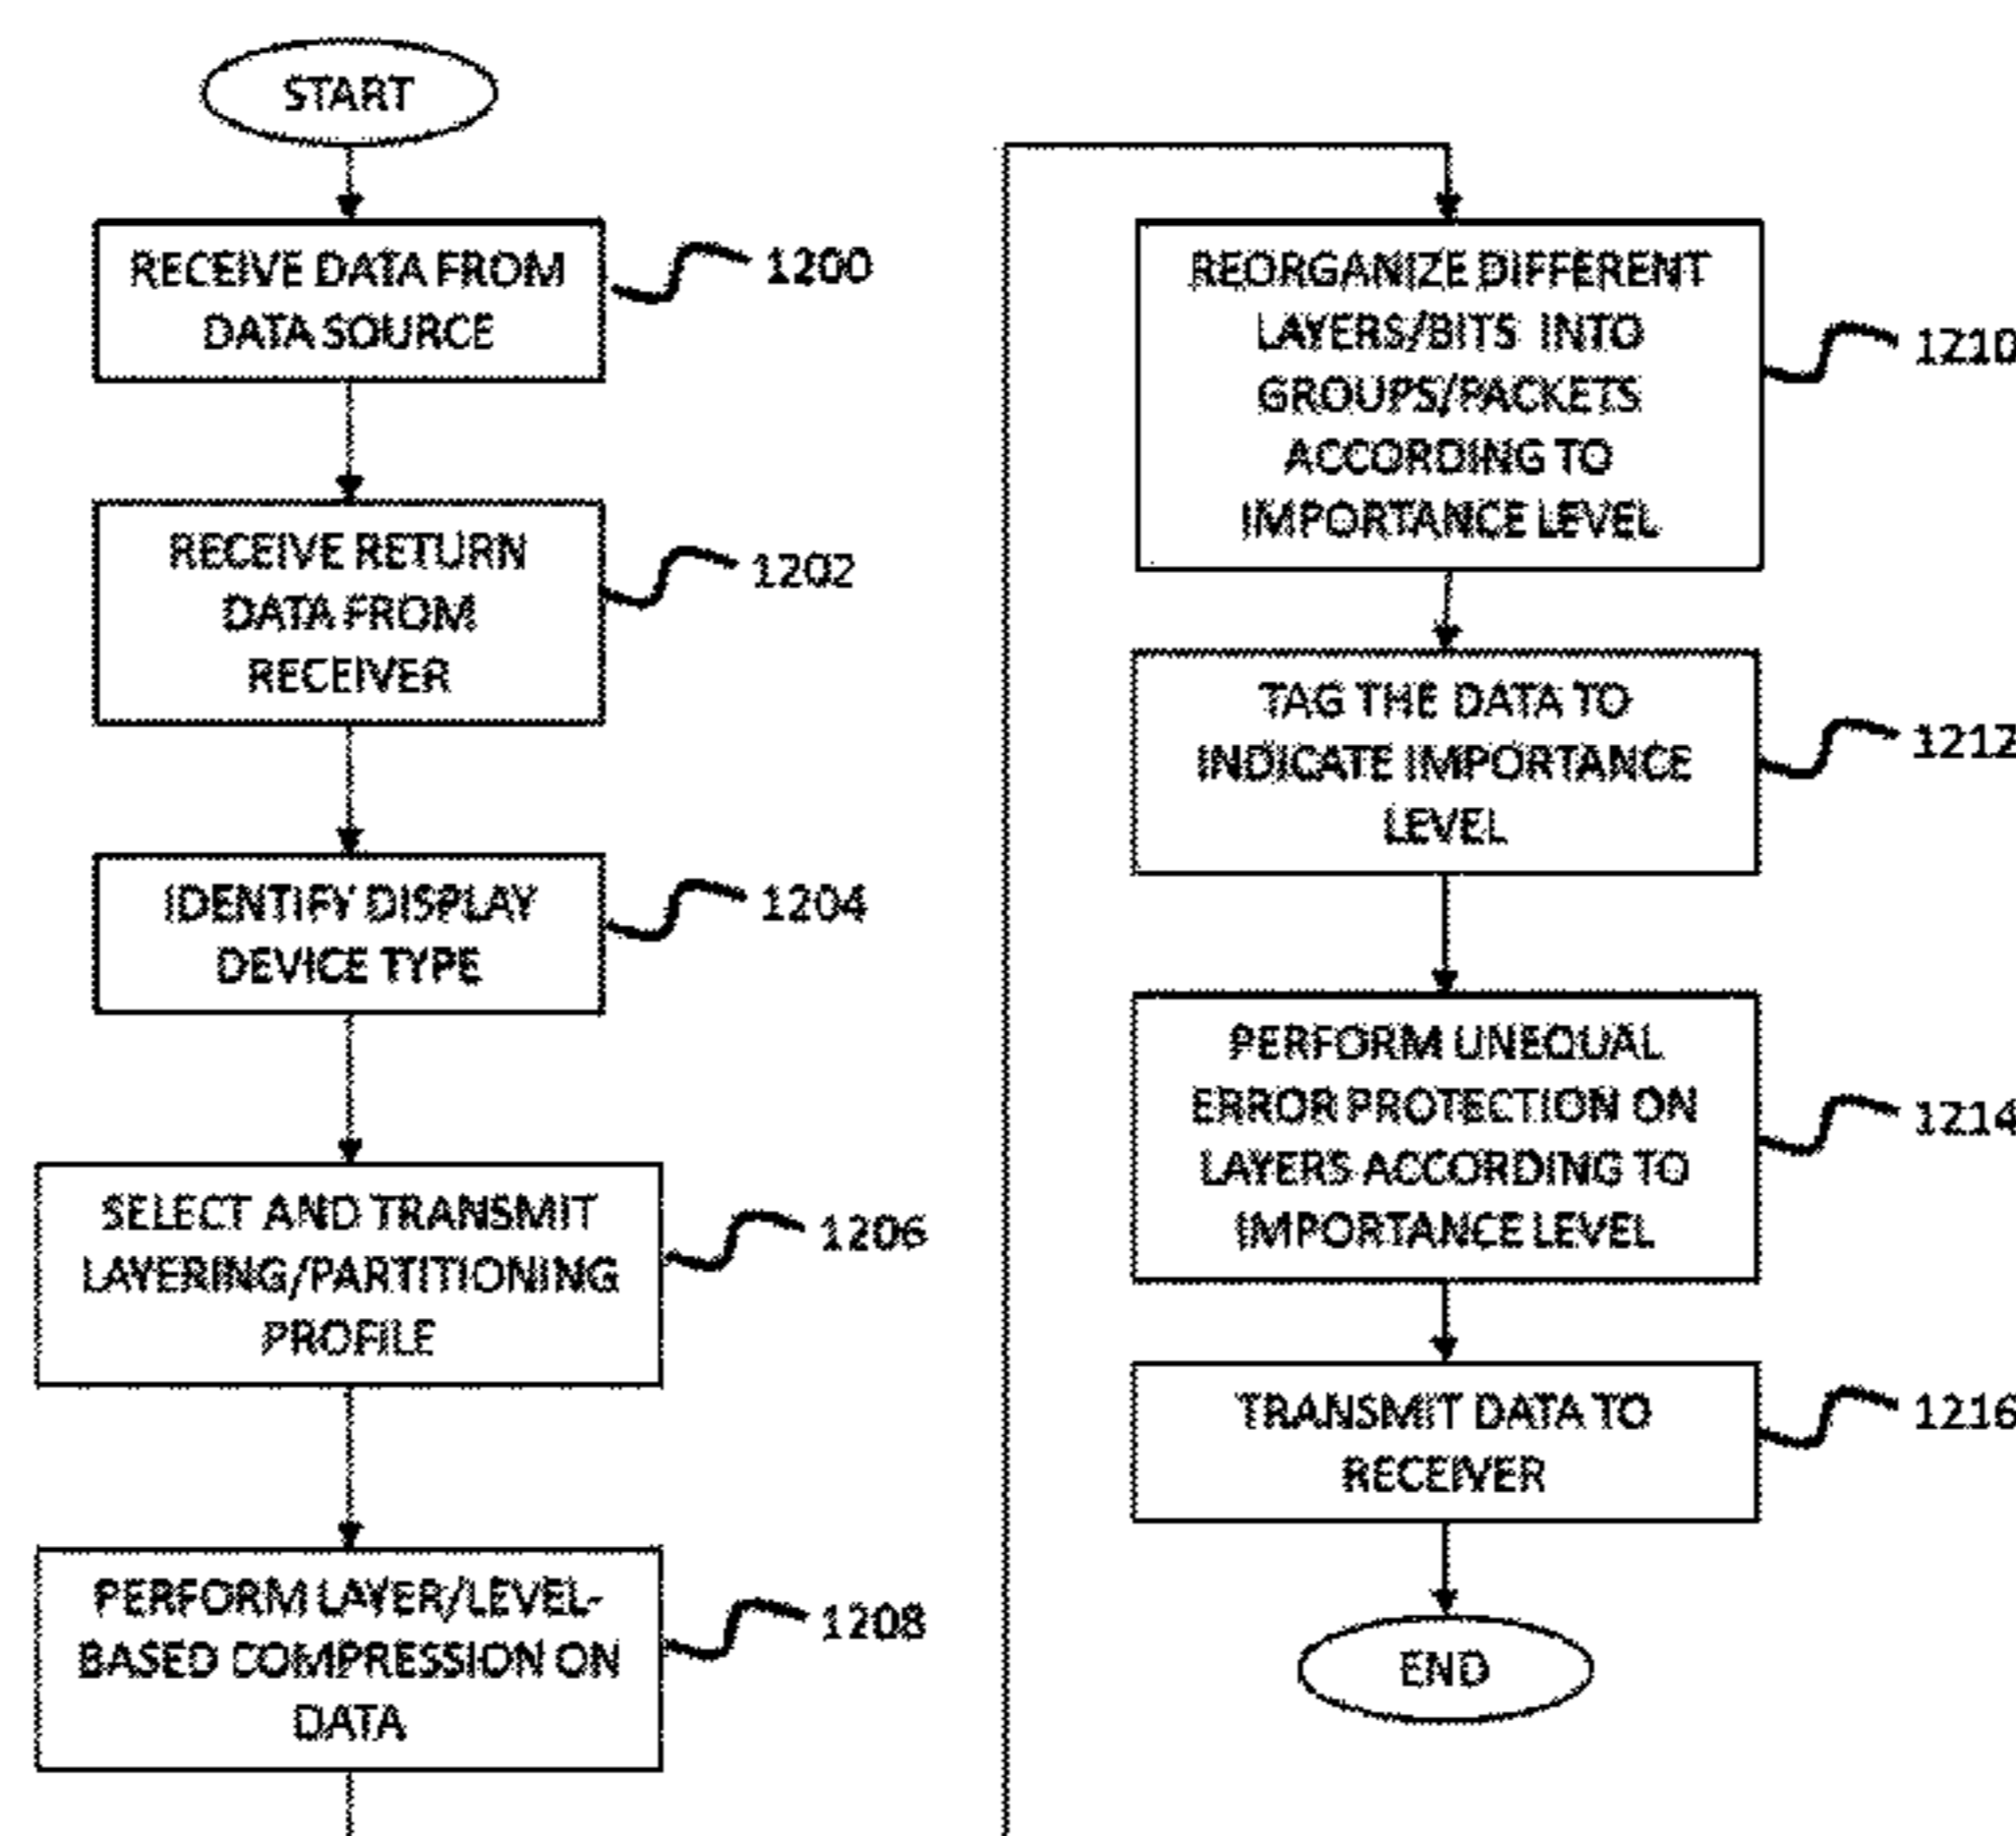 START
RECEIVE DATA FROM
DATA SOURCE
1200
RECEIVE RETURN
DATA FROM
RECEIVER
1202
IDENTIFY DISPLAY
DEVICE TYPE
1204
SELECT AND TRANSMIT
LAYERING/PARTITIONING
PROFILE
1206
PERFORM LAYER/LEVEL-
BASED COMPRESSION ON
DATA
1208
REORGANIZE DIFFERENT
LAYERS/BITS INTO
GROUPS/PACKETS
ACCORDING TO
IMPORTANCE LEVEL
1210
TAG THE DATA TO
INDICATE IMPORTANCE
LEVEL
1212
PERFORM UNEQUAL
ERROR PROTECTION ON
LAYERS ACCORDING TO
IMPORTANCE LEVEL
1214
TRANSMIT DATA TO
RECEIVER
1216
END